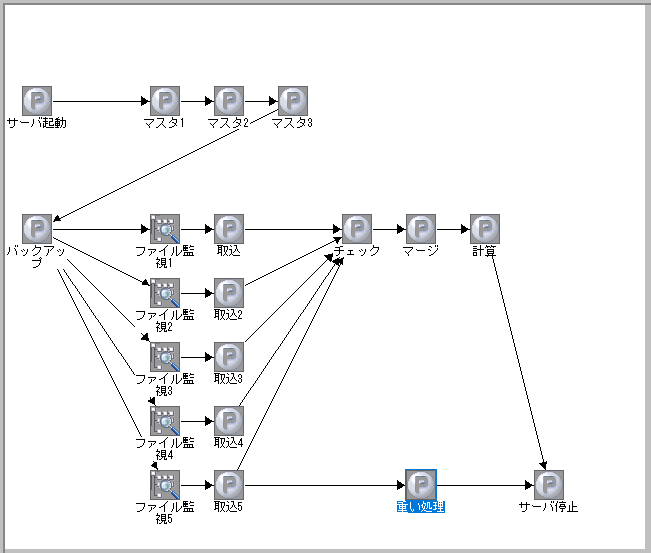 サーバ起動
マスタ1
マスタ2
マスタ3
バックアッ
プ
ファイル監
視1
取込
チェック
マージ
計算
ファイル監
視2
取込2
ファイル監
視3
取込3
ファイル監
視4
取込4
ファイル監
視5
取込5
重い処理
サーバ停止